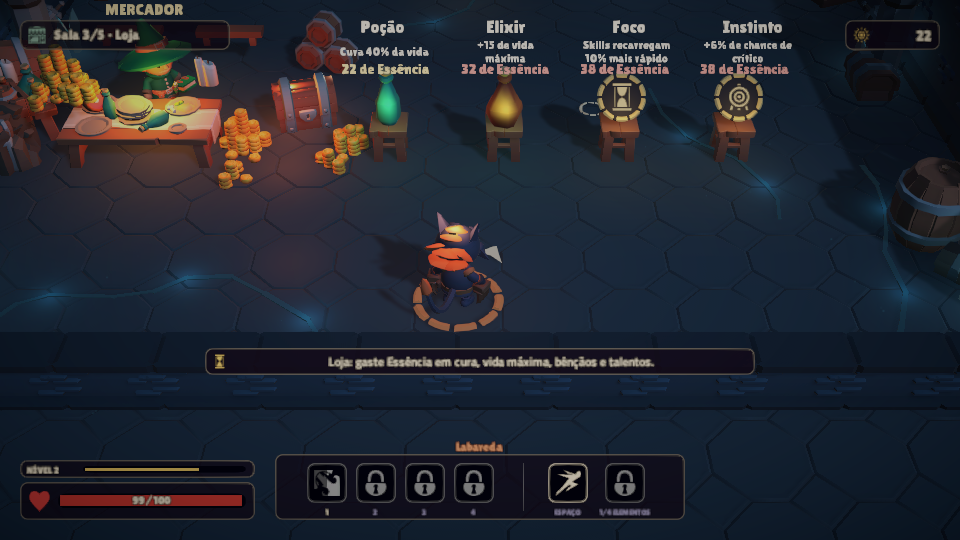 MERCADOR
Sala 3/5 - Loja
Poção
Cura 40% da vida
22 de Essência
Elixir
+15 de vida
máxima
32 de Essência
Foco
Skills recarregam
10% mais rápido
38 de Essência
Instinto
+6% de chance de
crítico
38 de Essência
22
Loja: gaste Essência em cura, vida máxima, bênçãos e talentos.
Labareda
NÍVEL 2
99/100
1
2
3
4
ESPAÇO
1/4 ELEMENTOS